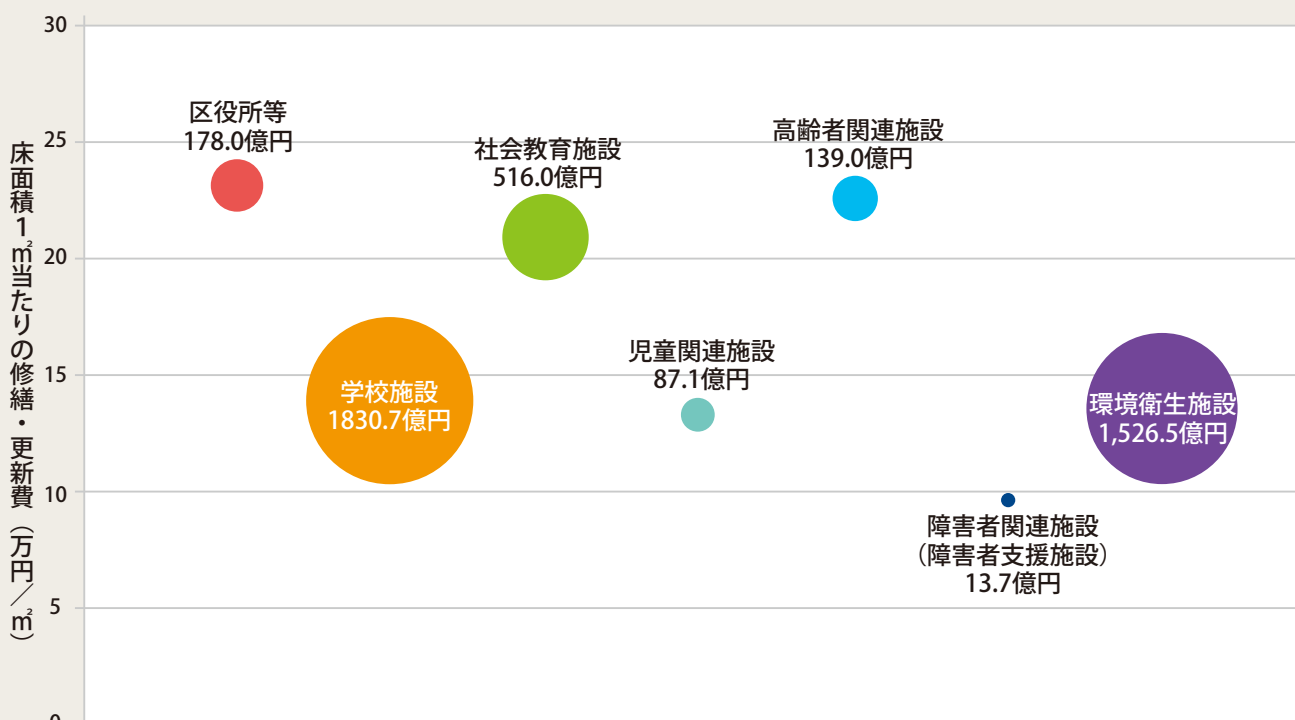 床面積1㎡当たりの修繕・更新費（万円／㎡）
30
25
20
15
10
5
0
区役所等
178.0億円
学校施設
1830.7億円
社会教育施設
516.0億円
児童関連施設
87.1億円
高齢者関連施設
139.0億円
障害者関連施設
（障害者支援施設）
13.7億円
環境衛生施設
1,526.5億円